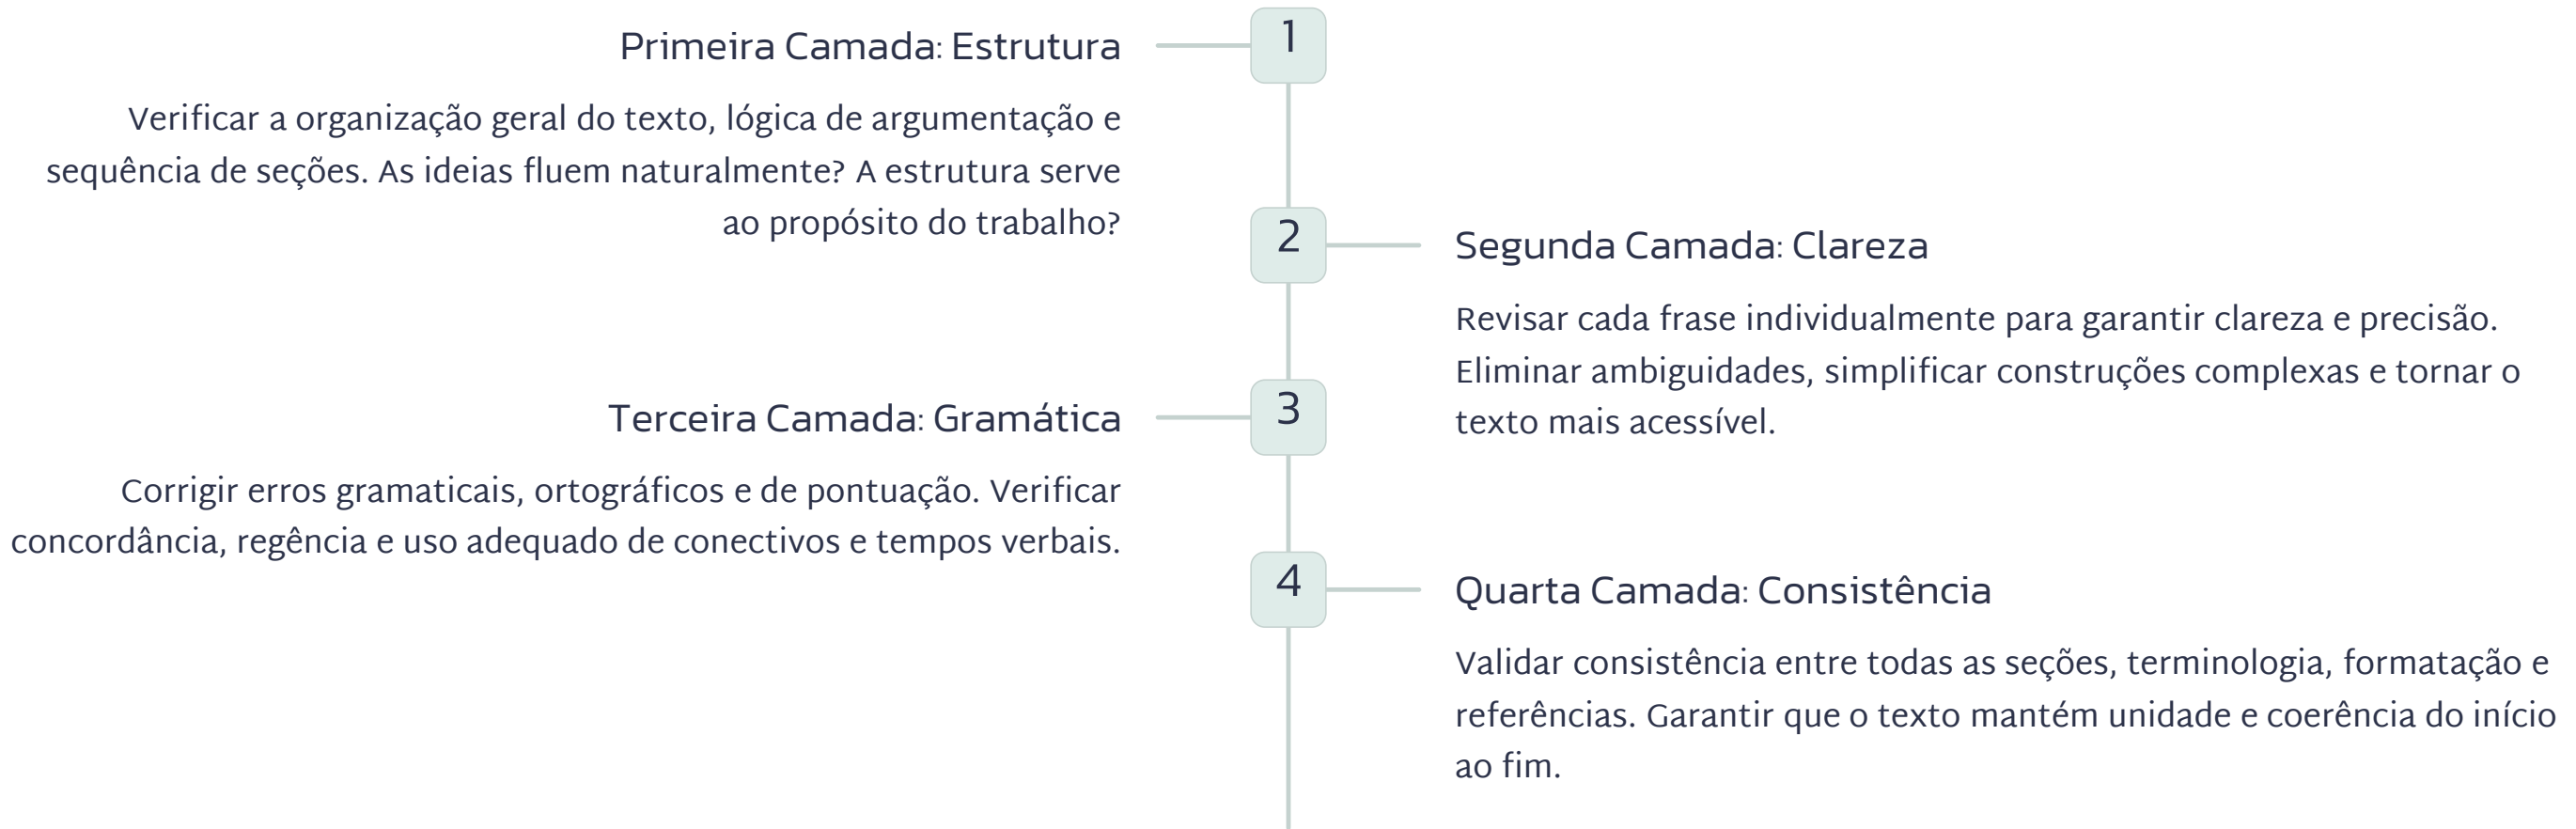 1
Primeira Camada: Estrutura
Verificar a organização geral do texto, lógica de argumentação e
sequência de seções. As ideias fluem naturalmente? A estrutura serve
ao propósito do trabalho?
2
Segunda Camada: Clareza
Revisar cada frase individualmente para garantir clareza e precisão.
Eliminar ambiguidades, simplificar construções complexas e tornar o
texto mais acessível.
3
Terceira Camada: Gramática
Corrigir erros gramaticais, ortográficos e de pontuação. Verificar
concordância, regência e uso adequado de conectivos e tempos verbais.
4
Quarta Camada: Consistência
Validar consistência entre todas as seções, terminologia, formatação e
referências. Garantir que o texto mantém unidade e coerência do início
ao fim.